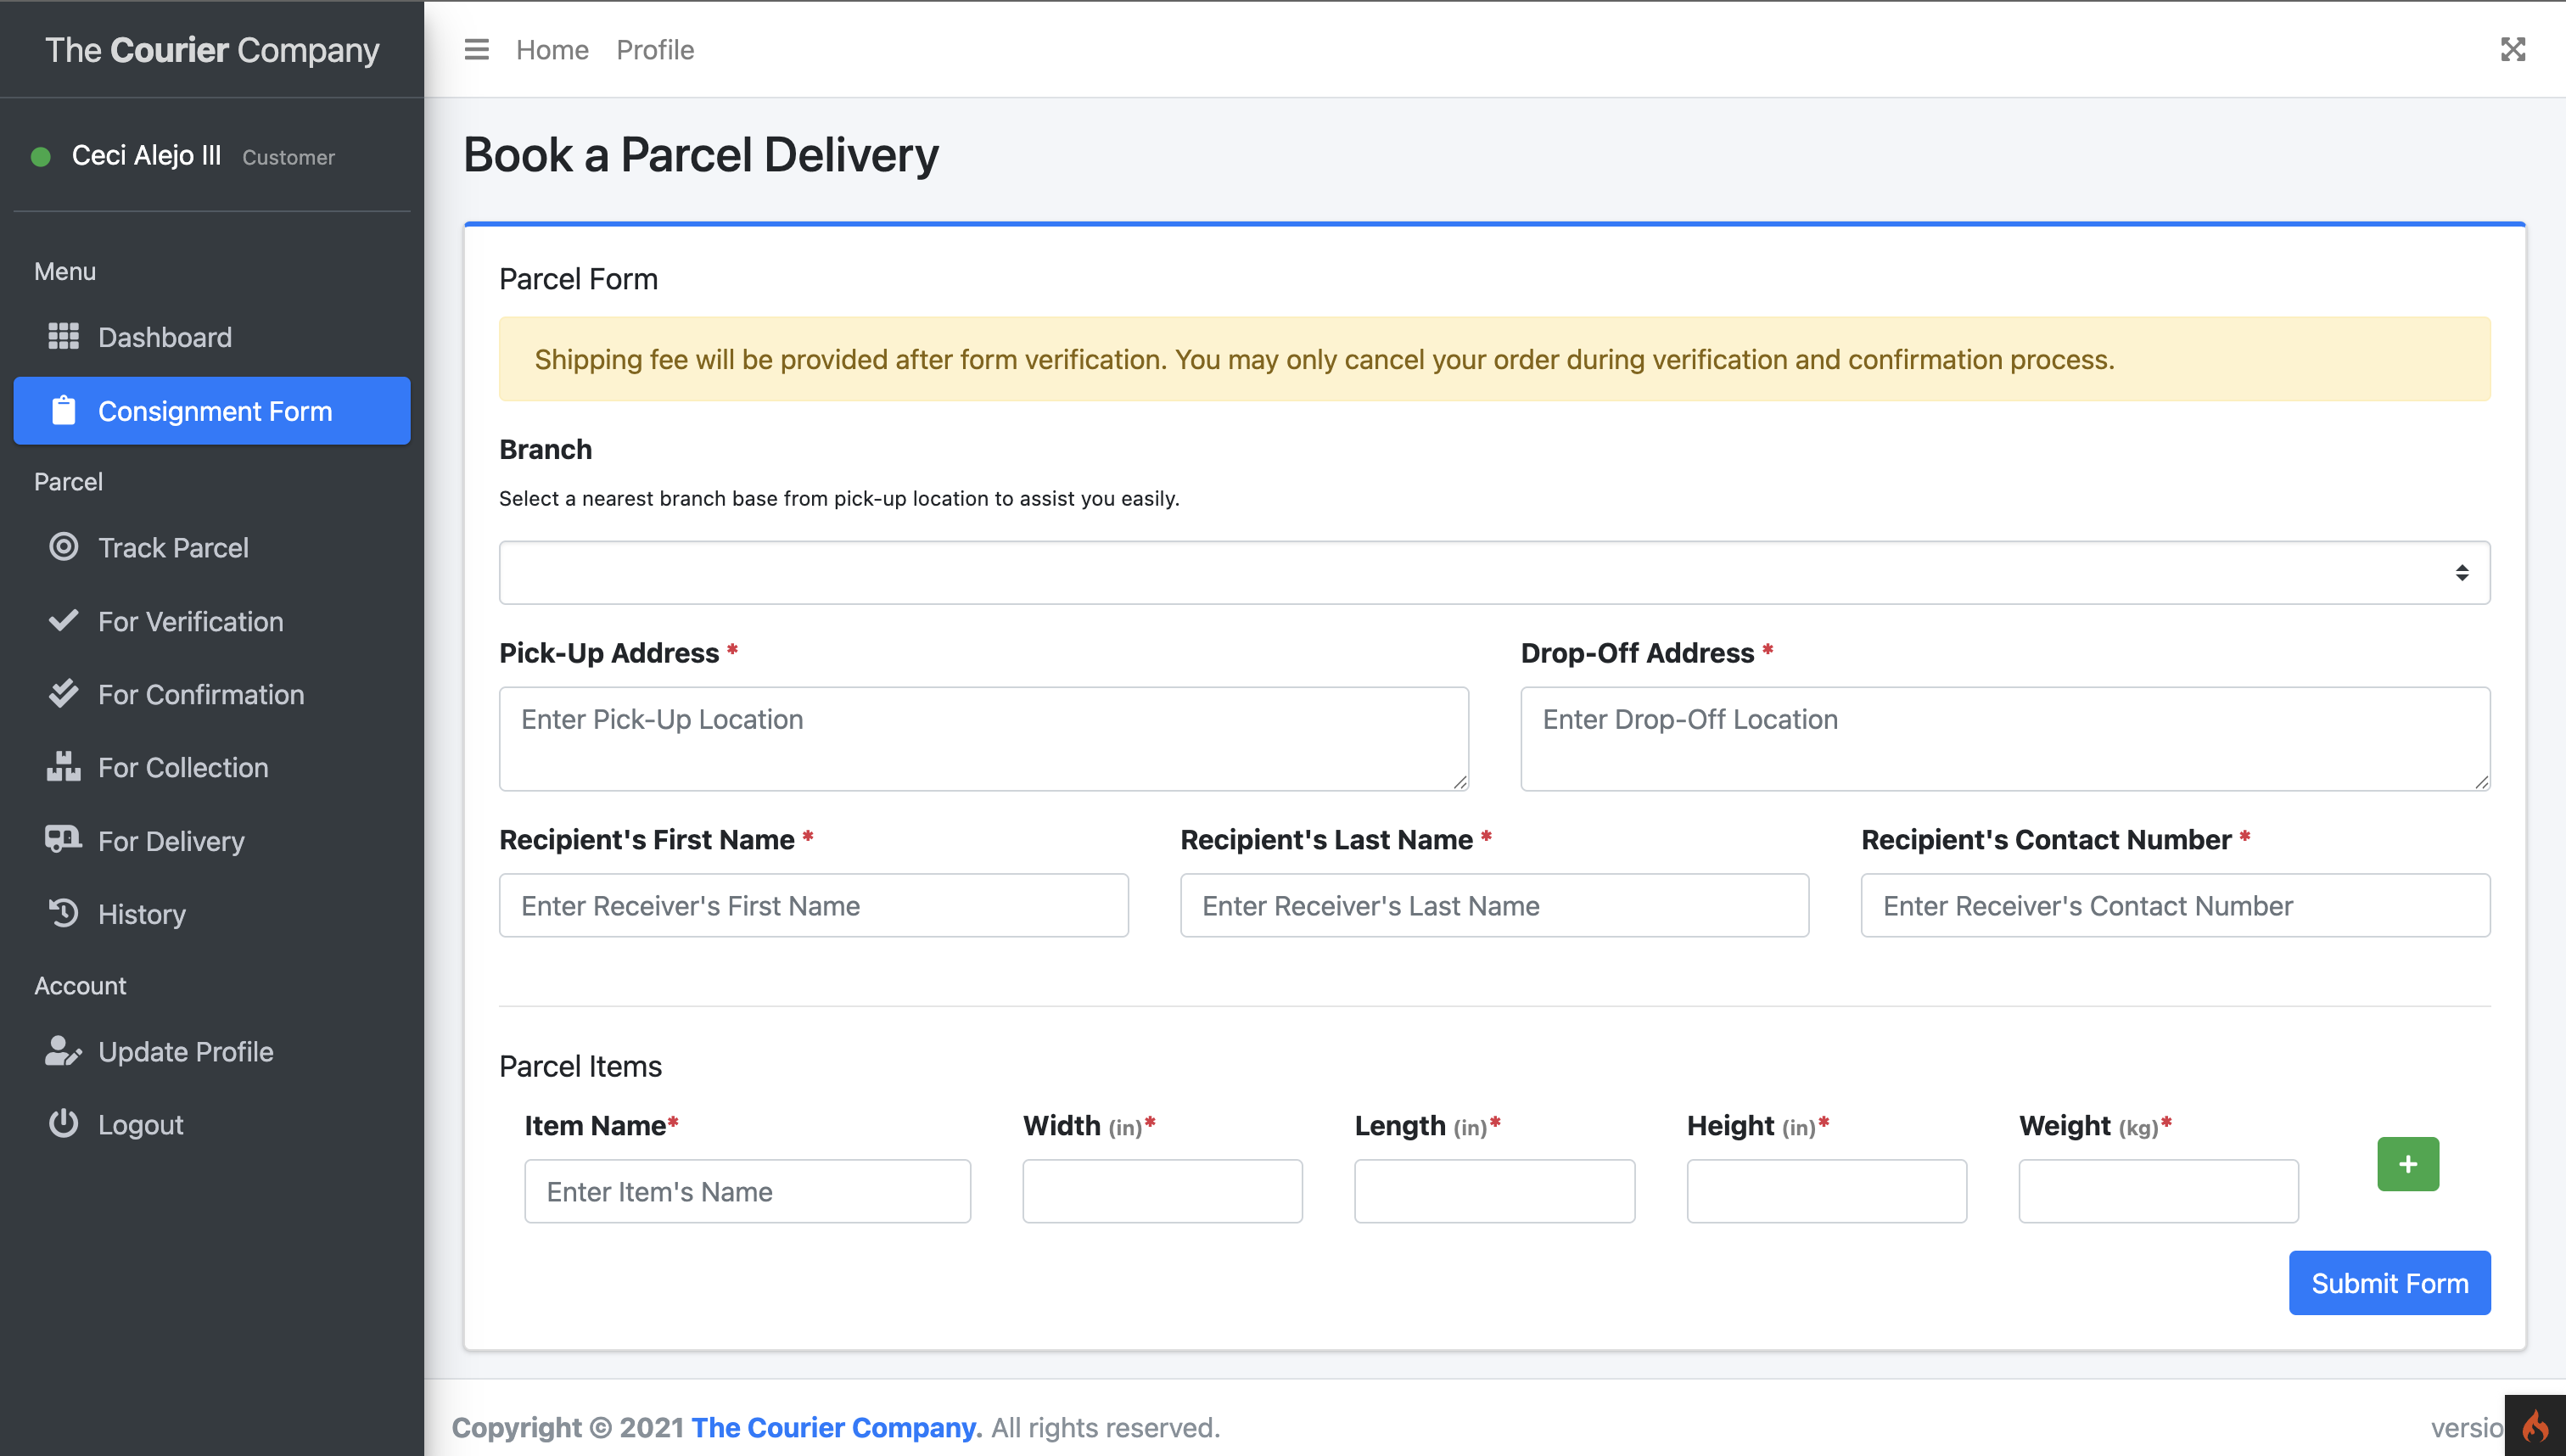 The Courier Company
Home Profile
Ceci Alejo III Customer
Menu
Dashboard
Consignment Form
Parcel
Track Parcel
For Verification
For Confirmation
For Collection
For Delivery
History
Account
Update Profile
Logout
Book a Parcel Delivery
Parcel Form
Shipping fee will be provided after form verification. You may only cancel your order during verification and confirmation process.
Branch
Select a nearest branch base from pick-up location to assist you easily.
Pick-Up Address * Drop-Off Address *
Enter Pick-Up Location Enter Drop-Off Location
Recipient's First Name * Recipient's Last Name * Recipient's Contact Number *
Enter Receiver's First Name Enter Receiver's Last Name Enter Receiver's Contact Number
Parcel Items
Item Name* Width (in)* Length (in)* Height (in)* Weight (kg)*
Enter Item's Name
+
Submit Form
Copyright © 2021 The Courier Company. All rights reserved.
versio